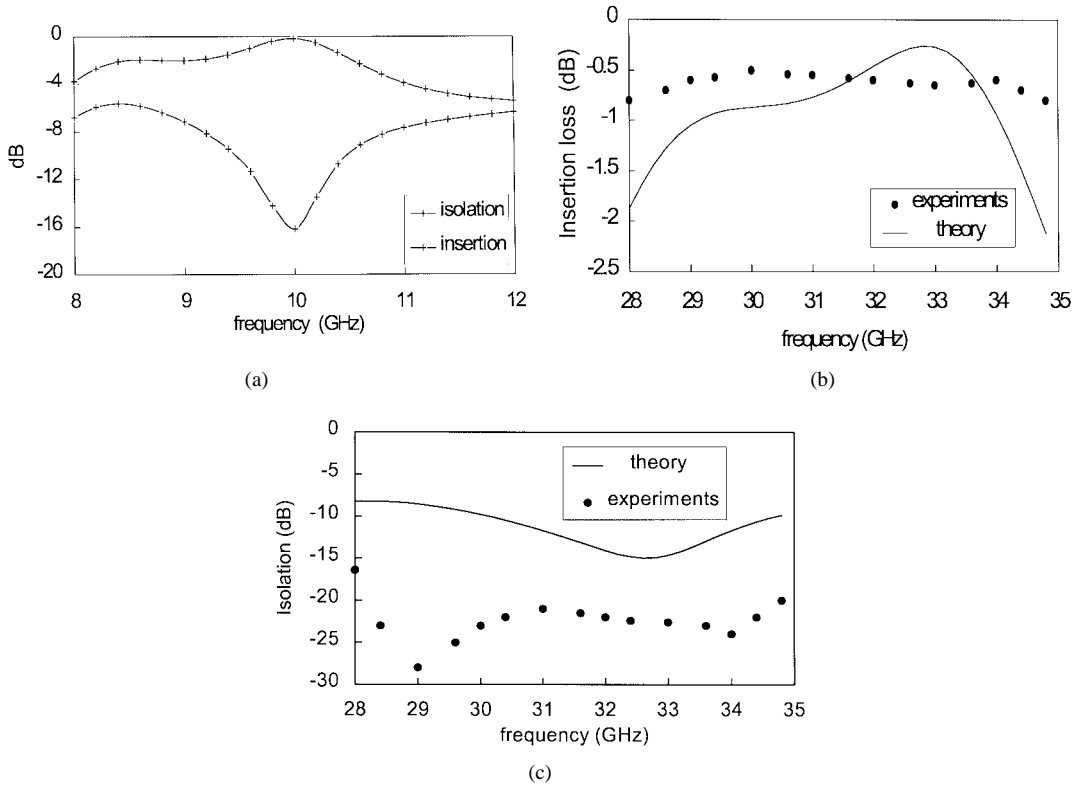 0
-4
-8
-12
-16
-20
dB
isolation
insertion
8 9 10 11 12
frequency (GHz)
(a)
0
-0.5
-1
-1.5
-2
-2.5
Insertion loss (dB)
experiments
theory
28 29 30 31 32 33 34 35
frequency (GHz)
(b)
0
-5
-10
-15
-20
-25
-30
Isolation (dB)
theory
experiments
28 29 30 31 32 33 34 35
frequency (GHz)
(c)